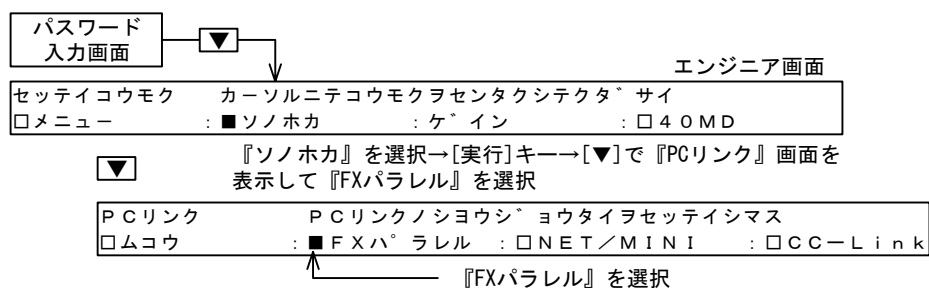 パスワード
入力画面
▼
エンジニア画面
セッテイコウモク カーソルニテコウモクヲセンタクシテクタ゛サイ
□メニュー :■ソノホカ :ケ゛イン :□40MD
▼
『ソノホカ』を選択→[実行]キー→[▼]で『PCリンク』画面を
表示して『FXパラレル』を選択
PCリンク PCリンクノシヨウシ゛ョウタイヲセッテイシマス
□ムコウ :■FXハ゜ラレル :□NET/MINI :□CC-Link
『FXパラレル』を選択